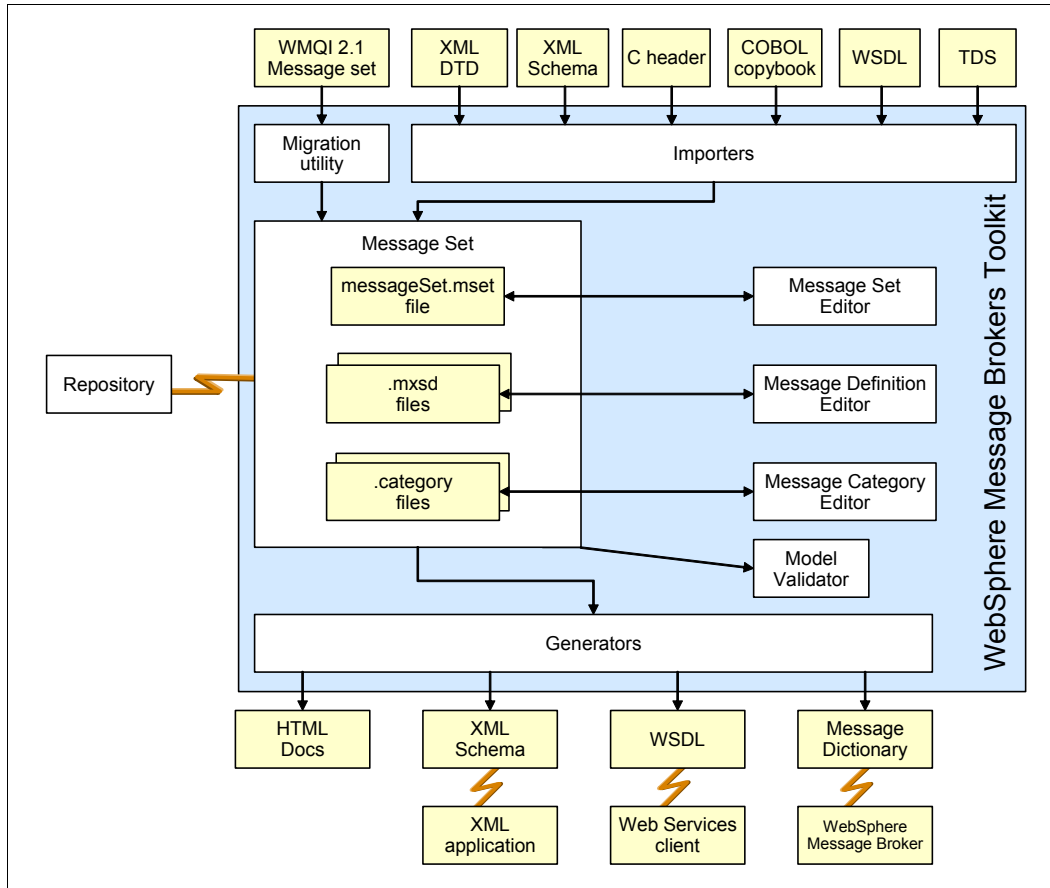 WMQI 2.1
Message set
XML
DTD
XML
Schema
C header
COBOL
copybook
WSDL
TDS
Migration
utility
Importers
Message Set
messageSet.mset
file
Message Set
Editor
Repository
.mxsd
files
Message Definition
Editor
.category
files
Message Category
Editor
Model
Validator
WebSphere Message Brokers Toolkit
Generators
HTML
Docs
XML
Schema
WSDL
Message
Dictionary
XML
application
Web Services
client
WebSphere
Message Broker